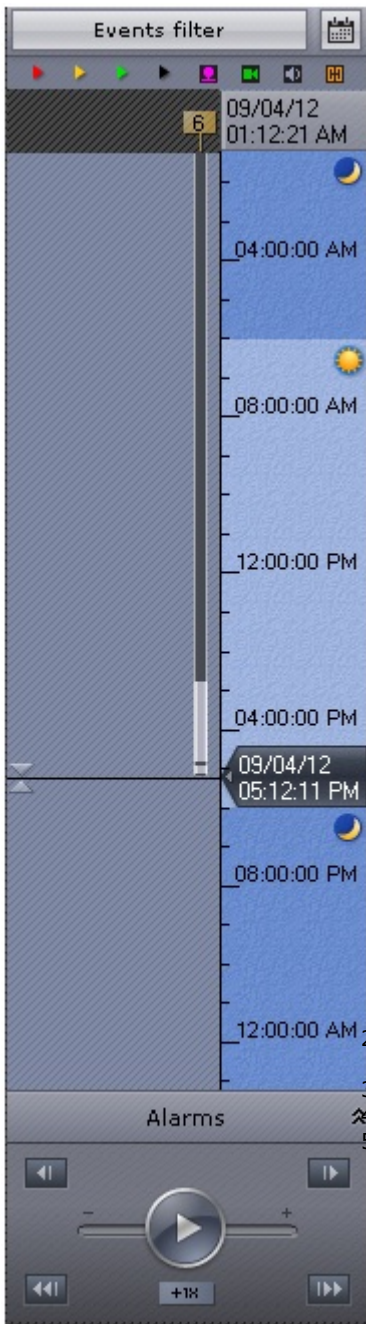 Events filter
6
09/04/12
01:12:21 AM
04:00:00 AM
08:00:00 AM
12:00:00 PM
04:00:00 PM
09/04/12
05:12:11 PM
08:00:00 PM
12:00:00 AM
Alarms
- +
+1X